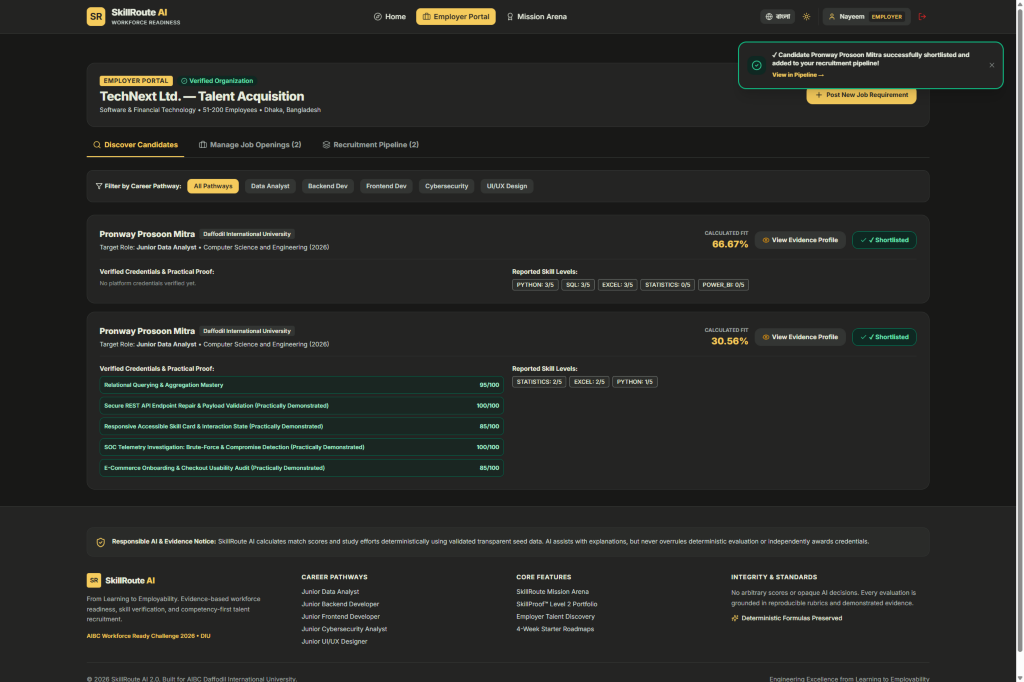 SR SkillRoute AI
WORKFORCE READINESS
Home
Employer Portal
Mission Arena
বাংলা
Nayeem EMPLOYER
✓ Candidate Pronway Prosoon Mitra successfully shortlisted and
added to your recruitment pipeline!
View in Pipeline →
EMPLOYER PORTAL Verified Organization
TechNext Ltd. — Talent Acquisition
Software & Financial Technology • 51-200 Employees • Dhaka, Bangladesh
+ Post New Job Requirement
Discover Candidates
Manage Job Openings (2)
Recruitment Pipeline (2)
Filter by Career Pathway:
All Pathways
Data Analyst
Backend Dev
Frontend Dev
Cybersecurity
UI/UX Design
Pronway Prosoon Mitra Daffodil International University
Target Role: Junior Data Analyst • Computer Science and Engineering (2026)
CALCULATED FIT
66.67%
View Evidence Profile
✓ ✓ Shortlisted
Verified Credentials & Practical Proof:
No platform credentials verified yet.
Reported Skill Levels:
PYTHON: 3/5 SQL: 3/5 EXCEL: 3/5 STATISTICS: 0/5 POWER_BI: 0/5
Pronway Prosoon Mitra Daffodil International University
Target Role: Junior Data Analyst • Computer Science and Engineering (2026)
CALCULATED FIT
30.56%
View Evidence Profile
✓ ✓ Shortlisted
Verified Credentials & Practical Proof:
Relational Querying & Aggregation Mastery 95/100
Secure REST API Endpoint Repair & Payload Validation (Practically Demonstrated) 100/100
Responsive Accessible Skill Card & Interaction State (Practically Demonstrated) 85/100
SOC Telemetry Investigation: Brute-Force & Compromise Detection (Practically Demonstrated) 100/100
E-Commerce Onboarding & Checkout Usability Audit (Practically Demonstrated) 85/100
Reported Skill Levels:
STATISTICS: 2/5 EXCEL: 2/5 PYTHON: 1/5
Responsible AI & Evidence Notice: SkillRoute AI calculates match scores and study efforts deterministically using validated transparent seed data. AI assists with explanations, but never overrules deterministic evaluation or independently awards credentials.
SR SkillRoute AI
From Learning to Employability. Evidence-based workforce
readiness, skill verification, and competency-first talent
recruitment.
AIBC Workforce Ready Challenge 2026 • DIU
CAREER PATHWAYS
Junior Data Analyst
Junior Backend Developer
Junior Frontend Developer
Junior Cybersecurity Analyst
Junior UI/UX Designer
CORE FEATURES
SkillRoute Mission Arena
SkillProof™ Level 2 Portfolio
Employer Talent Discovery
4-Week Starter Roadmaps
INTEGRITY & STANDARDS
No arbitrary scores or opaque AI decisions. Every evaluation is
grounded in reproducible rubrics and demonstrated evidence.
Deterministic Formulas Preserved
© 2026 SkillRoute AI 2.0. Built for AIBC Daffodil International University.
Engineering Excellence from Learning to Employability